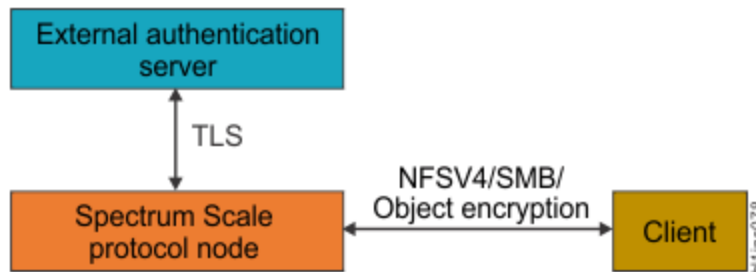 External authentication
server
TLS
NFSV4/SMB/
Object encryption
Spectrum Scale
protocol node
Client